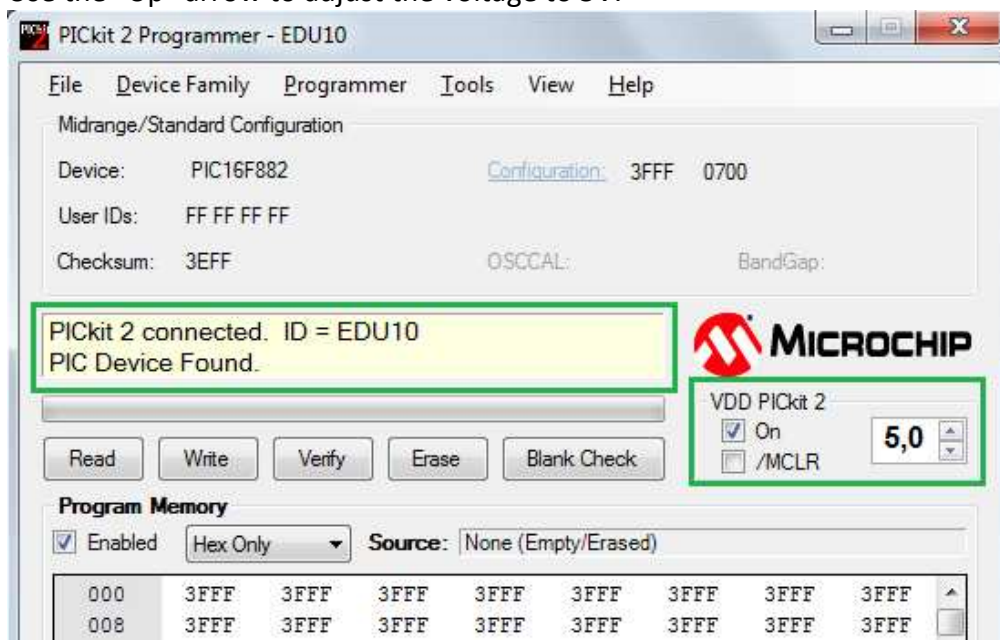 PICkit 2 Programmer - EDU10
File Device Family Programmer Tools View Help
Midrange/Standard Configuration
Device: PIC16F882 Configuration: 3FFF 0700
User IDs: FF FF FF FF
Checksum: 3EFF OSCCAL: BandGap:
PICkit 2 connected. ID = EDU10
PIC Device Found.
MICROCHIP
VDD PICkit 2
On
/MCLR
5,0
Read Write Verify Erase Blank Check
Program Memory
Enabled Hex Only Source: None (Empty/Erased)
000 3FFF 3FFF 3FFF 3FFF 3FFF 3FFF 3FFF 3FFF
008 3FFF 3FFF 3FFF 3FFF 3FFF 3FFF 3FFF 3FFF